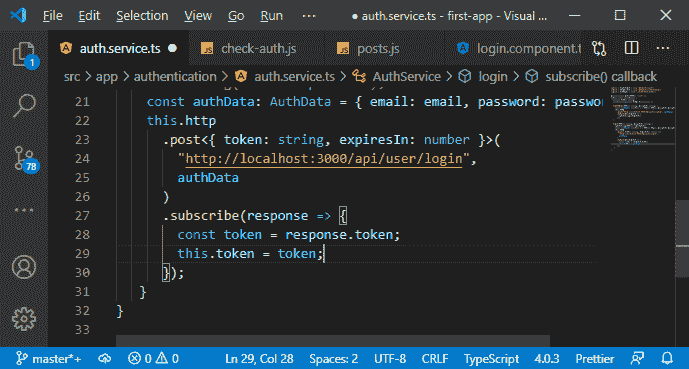 File Edit Selection View Go Run ··· ● auth.service.ts - first-app - Visual ...
auth.service.ts ● check-auth.js posts.js login.component.t ···
src > app > authentication > auth.service.ts > AuthService > login > subscribe() callback
21 const authData: AuthData = { email: email, password: passwor
22 this.http
23 .post<{ token: string, expiresIn: number }>(
24 "http://localhost:3000/api/user/login",
25 authData
26 )
27 .subscribe(response => {
28 const token = response.token;
29 this.token = token;
30 });
31 }
32 }
33
1
78
master*+ 0 0 Ln 29, Col 28 Spaces: 2 UTF-8 CRLF TypeScript 4.0.3 Prettier